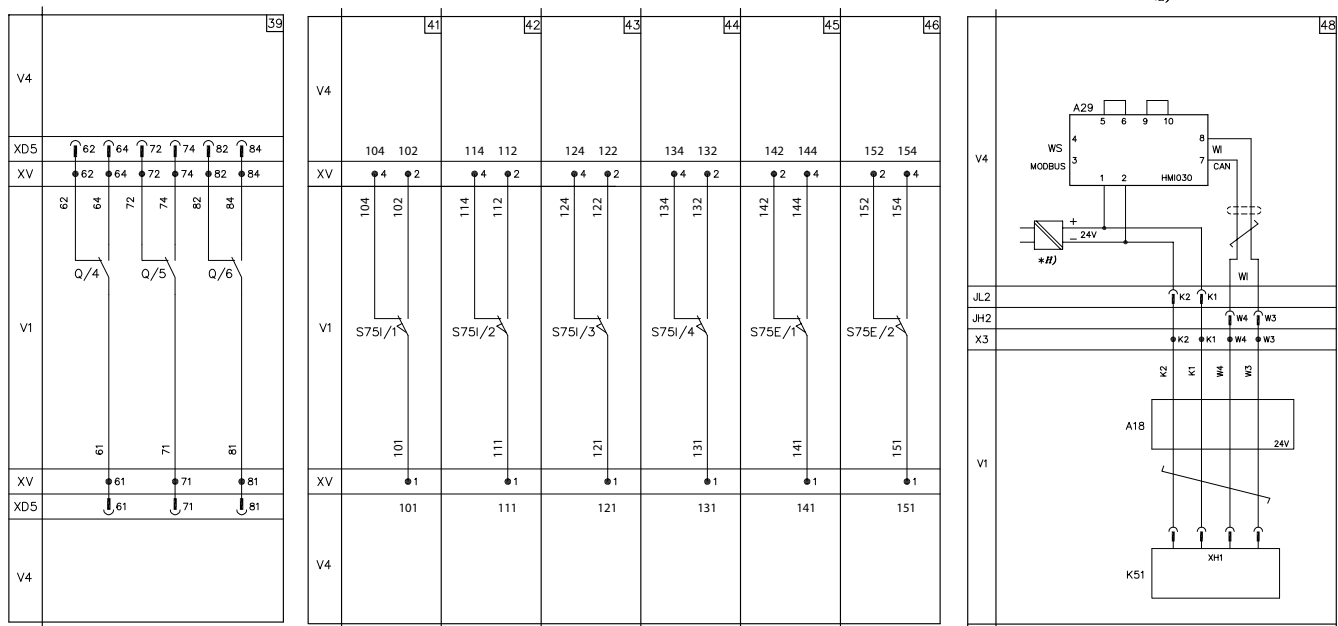 39
V4
XD5 62 64 72 74 82 84
XV 62 64 72 74 82 84
62 64 72 74 82 84
Q/4 Q/5 Q/6
V1
61 71 81
XV 61 71 81
XD5 61 71 81
V4
41 42 43 44 45 46
V4
104 102 114 112 124 122 134 132 142 144 152 154
XV 4 2 4 2 4 2 4 2 2 4 2 4
104 102 114 112 124 122 134 132 142 144 152 154
V1 S75I/1 S75I/2 S75I/3 S75I/4 S75E/1 S75E/2
101 111 121 131 141 151
XV 1 1 1 1 1 1
101 111 121 131 141 151
V4
48
A29
5 6 9 10
4 8
WS WI
V4
MODBUS 3 7 CAN
1 2 HMI030
+
24V
–
*H)
WI
JL2 K2 K1
JH2 W4 W3
X3 K2 K1 W4 W3
K2 K1 W4 W3
A18
24V
V1
XH1
K51